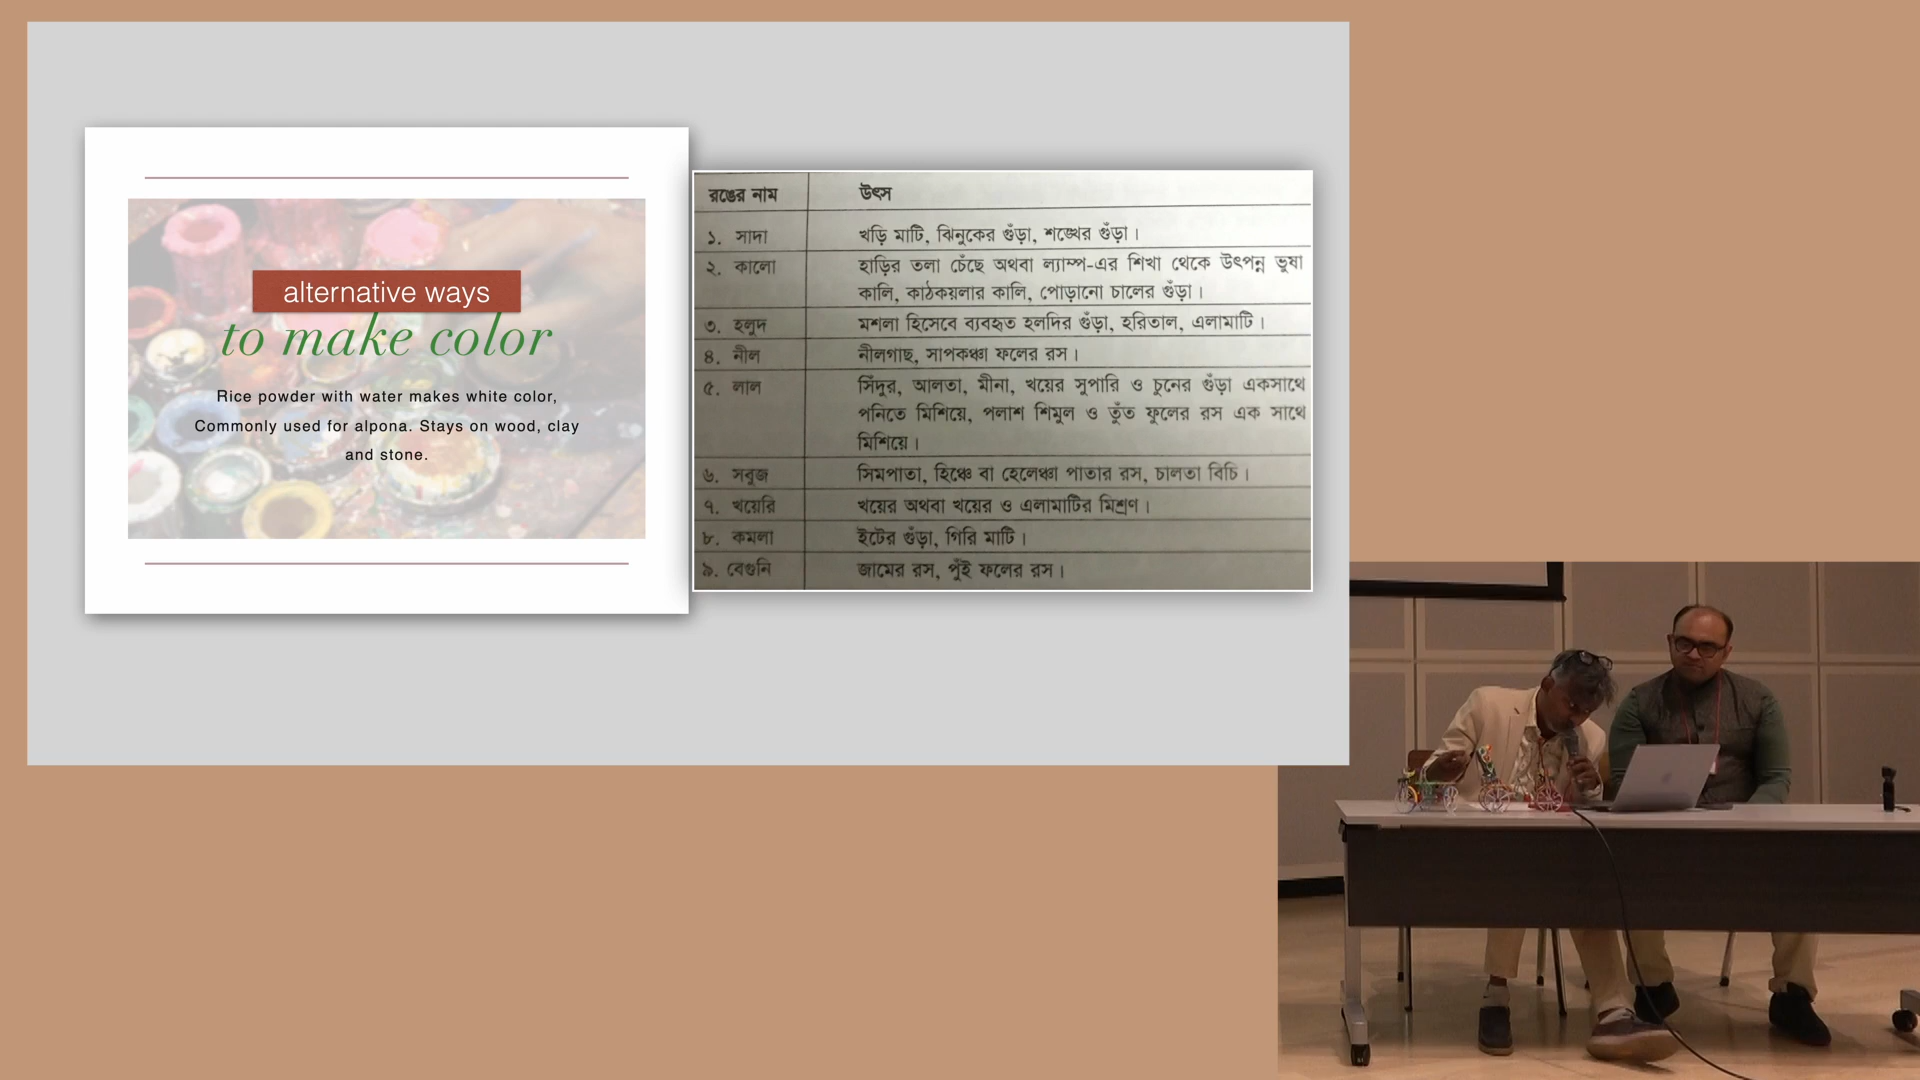 alternative ways
to make color
Rice powder with water makes white color,
Commonly used for alpona. Stays on wood, clay
and stone.
রঙের নাম উৎস
১. সাদা খড়ি মাটি, ঝিনুকের গুঁড়া, শঙ্খের গুঁড়া।
২. কালো হাড়ির তলা চেঁছে অথবা ল্যাম্প-এর শিখা থেকে উৎপন্ন ভুষা
কালি, কাঠকয়লার কালি, পোড়ানো চালের গুঁড়া।
৩. হলুদ মশলা হিসেবে ব্যবহৃত হলদির গুঁড়া, হরিতাল, এলামাটি।
৪. নীল নীলগাছ, সাপকঞ্চা ফলের রস।
৫. লাল সিঁদুর, আলতা, মীনা, খয়ের সুপারি ও চুনের গুঁড়া একসাথে
পনিতে মিশিয়ে, পলাশ শিমুল ও তুঁত ফুলের রস এক সাথে
মিশিয়ে।
৬. সবুজ সিমপাতা, হিঞ্চে বা হেলেঞ্চা পাতার রস, চালতা বিচি।
৭. খয়েরি খয়ের অথবা খয়ের ও এলামাটির মিশ্রণ।
৮. কমলা ইটের গুঁড়া, গিরি মাটি।
৯. বেগুনি জামের রস, পুঁই ফলের রস।